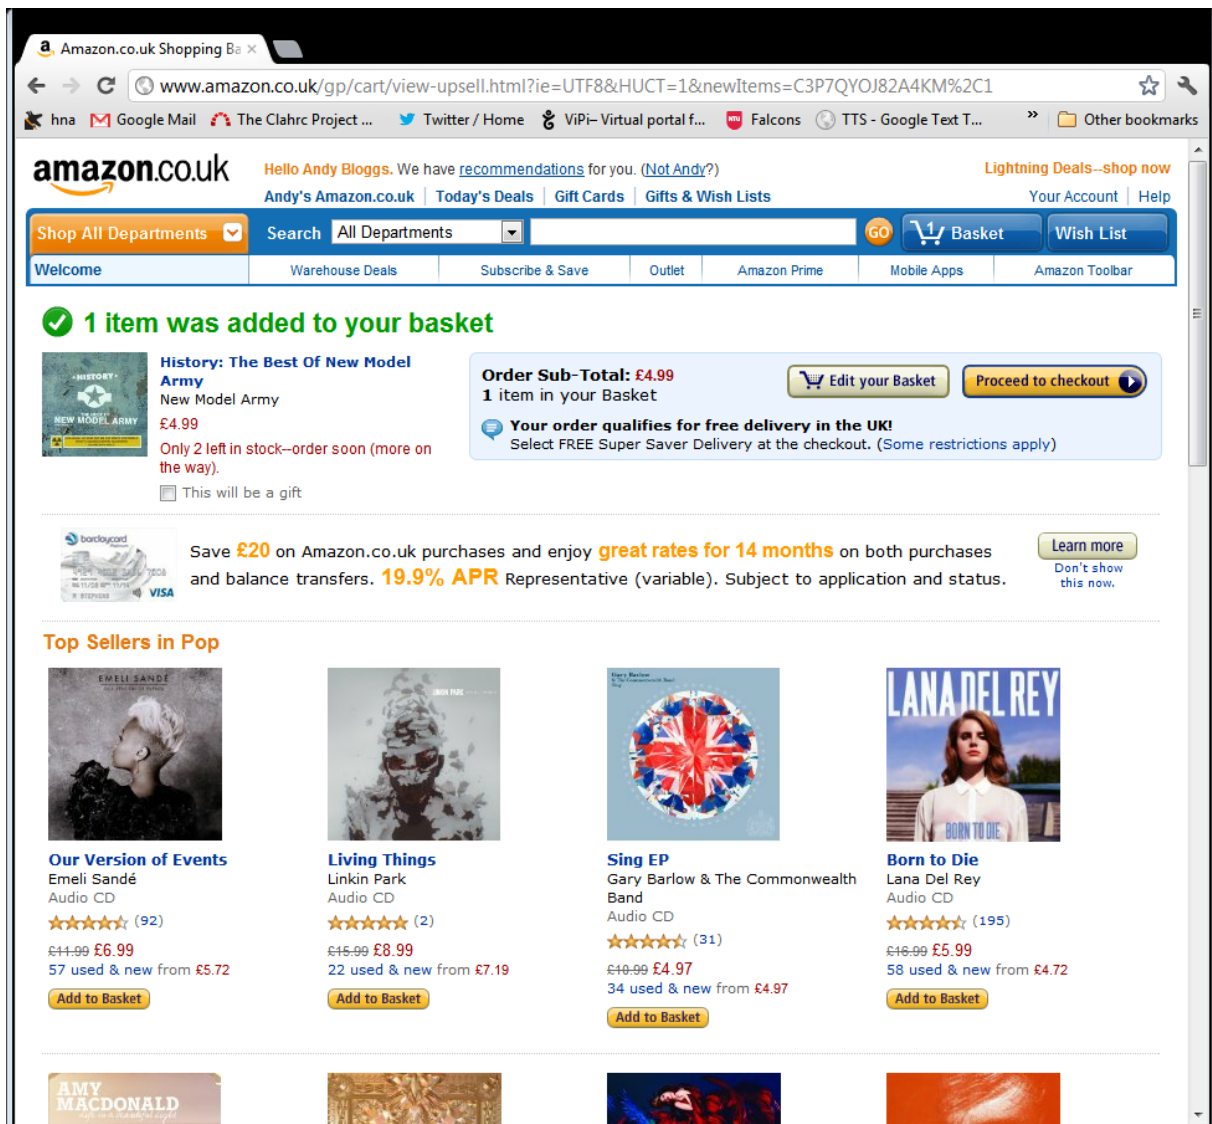 Amazon.co.uk Shopping Ba
www.amazon.co.uk/gp/cart/view-upsell.html?ie=UTF8&HUCT=1&newItems=C3P7QYOJ82A4KM%2C1
hna Google Mail The Clahrc Project ... Twitter / Home ViPi– Virtual portal f... Falcons TTS - Google Text T... » Other bookmarks
amazon.co.uk Hello Andy Bloggs. We have recommendations for you. (Not Andy?) Lightning Deals--shop now
Andy's Amazon.co.uk Today's Deals Gift Cards Gifts & Wish Lists Your Account Help
Shop All Departments Search All Departments GO 1 Basket Wish List
Welcome Warehouse Deals Subscribe & Save Outlet Amazon Prime Mobile Apps Amazon Toolbar
1 item was added to your basket
HISTORY
NEW MODEL ARMY
History: The Best Of New Model
Army
New Model Army
£4.99
Only 2 left in stock--order soon (more on
the way).
This will be a gift
Order Sub-Total: £4.99
1 item in your Basket
Edit your Basket
Proceed to checkout
Your order qualifies for free delivery in the UK!
Select FREE Super Saver Delivery at the checkout. (Some restrictions apply)
barclaycard
VISA
Save £20 on Amazon.co.uk purchases and enjoy great rates for 14 months on both purchases
and balance transfers. 19.9% APR Representative (variable). Subject to application and status.
Learn more
Don't show
this now.
Top Sellers in Pop
EMELI SANDÉ
LINKIN PARK
Gary Barlow
& The Commonwealth Band
Sing
LANA DEL REY
BORN TO DIE
Our Version of Events
Emeli Sandé
Audio CD
(92)
£11.99 £6.99
57 used & new from £5.72
Add to Basket
Living Things
Linkin Park
Audio CD
(2)
£15.99 £8.99
22 used & new from £7.19
Add to Basket
Sing EP
Gary Barlow & The Commonwealth
Band
Audio CD
(31)
£10.99 £4.97
34 used & new from £4.97
Add to Basket
Born to Die
Lana Del Rey
Audio CD
(195)
£16.99 £5.99
58 used & new from £4.72
Add to Basket
AMY
MACDONALD
life in a beautiful light